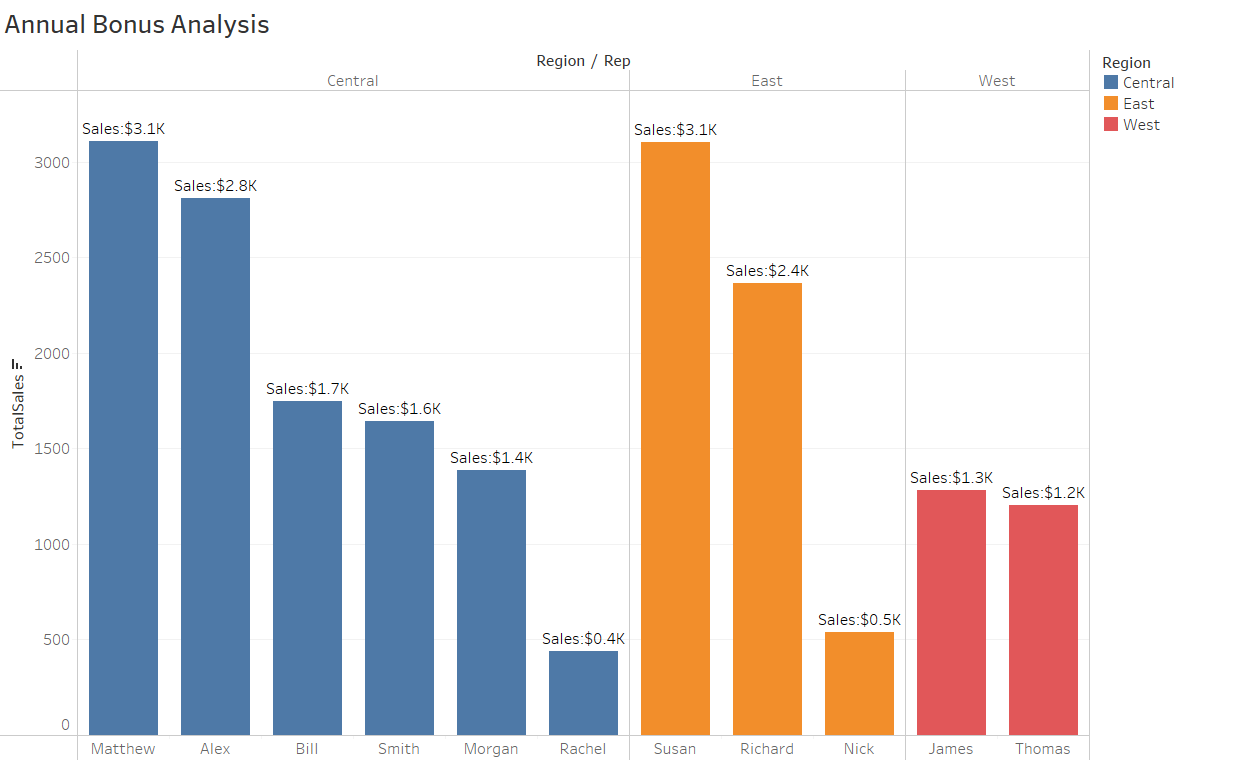 Annual Bonus Analysis
Region / Rep
Central East West
Region
Central
East
West
Sales:$3.1K Sales:$2.8K Sales:$1.7K Sales:$1.6K Sales:$1.4K Sales:$0.4K Sales:$3.1K Sales:$2.4K Sales:$0.5K Sales:$1.3K Sales:$1.2K
TotalSales
3000
2500
2000
1500
1000
500
0
Matthew Alex Bill Smith Morgan Rachel Susan Richard Nick James Thomas